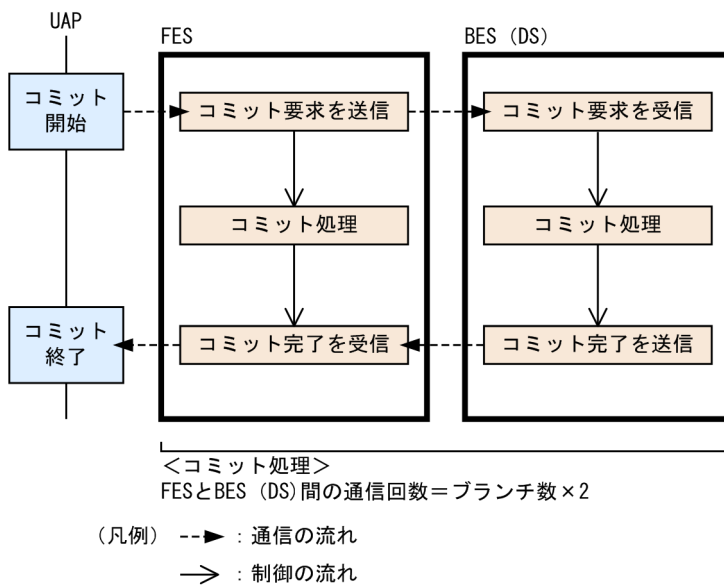 UAP
FES
BES (DS)
コミット
開始
コミット要求を送信
コミット要求を受信
コミット処理
コミット処理
コミット
終了
コミット完了を受信
コミット完了を送信
＜コミット処理＞
FESとBES (DS)間の通信回数＝ブランチ数×2
（凡例）
：通信の流れ
：制御の流れ